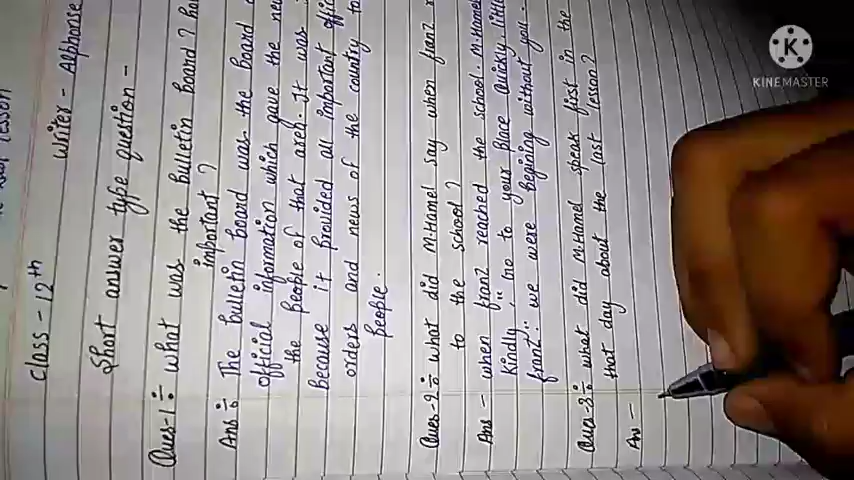 last lesson
Class - 12th
Writer - Alphonse
Short answer type question -
Ques-1÷ what was the bulletin board ? how
important ?
Ans÷ The bulletin board was the board
official information which gave the
the people of that area. It was
because it provided all important
orders and news of the country to
people.
Ques-2÷ what did M.Hamel say when franz
to the school ?
Ans - when franz reached the school M.Hamel
kindly, "Go to your place quickly, little
franz". we were begining without you.
Ques-3÷ what did M.Hamel speak first in the
that day about the last lesson?
An -
K
KINEMASTER